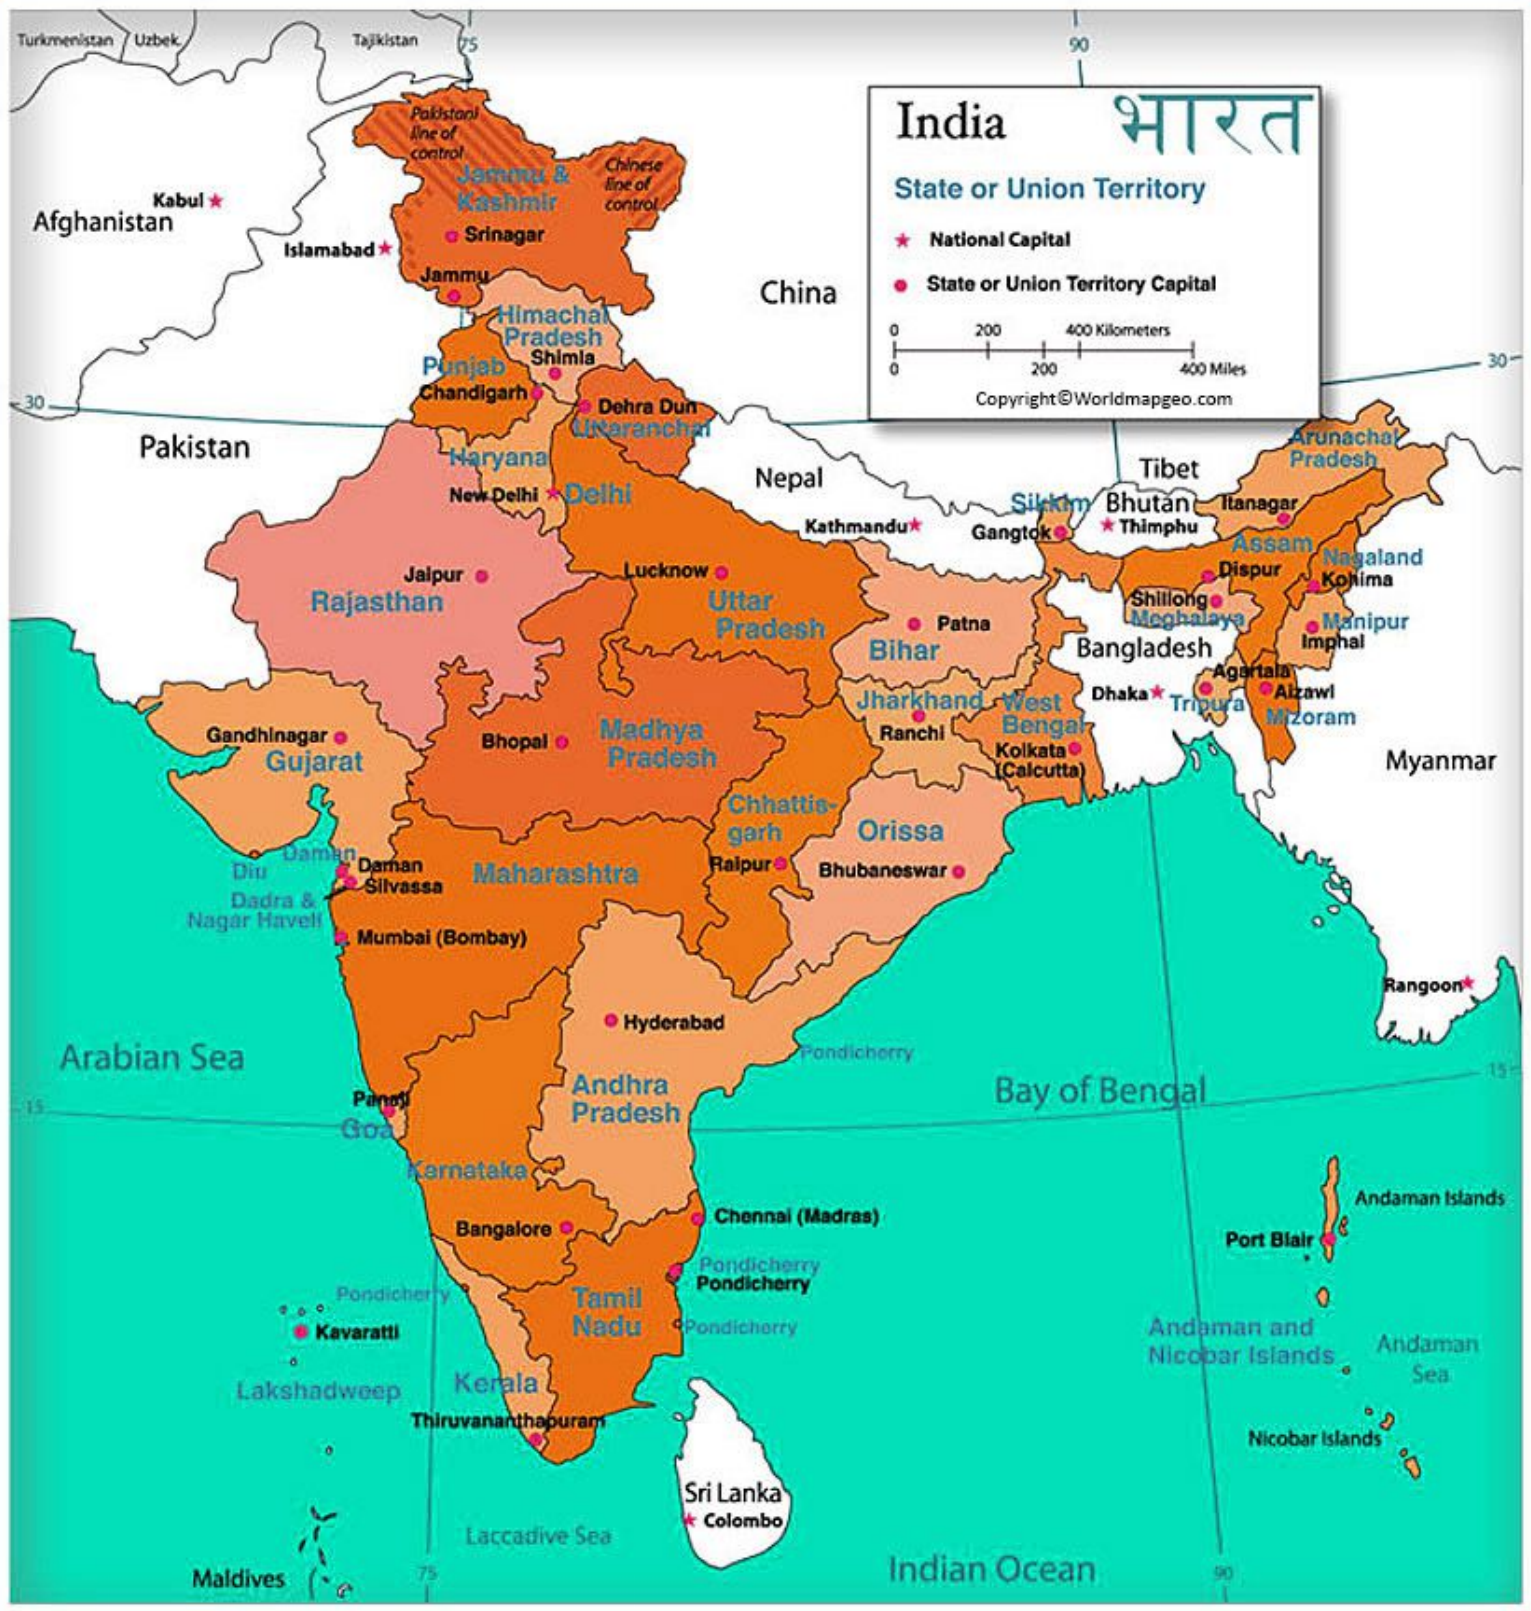 Turkmenistan
Uzbek.
Tajikistan
75
90
India
भारत
State or Union Territory
National Capital
State or Union Territory Capital
0 200 400 Kilometers
0 200 400 Miles
Copyright©Worldmapgeo.com
Pakistani
line of
control
Chinese
line of
control
Jammu &
Kashmir
Kabul
Afghanistan
Islamabad
Srinagar
Jammu
China
Himachal
Pradesh
Shimla
Punjab
Chandigarh
30
30
Dehra Dun
Uttaranchal
Pakistan
Haryana
New Delhi
Delhi
Nepal
Kathmandu
Tibet
Sikkim
Gangtok
Bhutan
Thimphu
Arunachal
Pradesh
Itanagar
Assam
Dispur
Nagaland
Kohima
Shillong
Meghalaya
Manipur
Imphal
Jaipur
Rajasthan
Lucknow
Uttar
Pradesh
Patna
Bihar
Bangladesh
Dhaka
Agartala
Tripura
Aizawl
Mizoram
Jharkhand
Ranchi
West
Bengal
Kolkata
(Calcutta)
Myanmar
Gandhinagar
Gujarat
Bhopal
Madhya
Pradesh
Chhattis-
garh
Raipur
Orissa
Bhubaneswar
Daman
Diu
Daman
Silvassa
Dadra &
Nagar Haveli
Maharashtra
Mumbai (Bombay)
Rangoon
Hyderabad
Arabian Sea
Pondicherry
Andhra
Pradesh
Bay of Bengal
15
15
Panaji
Goa
Karnataka
Bangalore
Chennai (Madras)
Andaman Islands
Port Blair
Pondicherry
Pondicherry
Pondicherry
Tamil
Nadu
Pondicherry
Kavaratti
Lakshadweep
Kerala
Thiruvananthapuram
Andaman and
Nicobar Islands
Andaman
Sea
Nicobar Islands
Sri Lanka
Colombo
Laccadive Sea
Indian Ocean
Maldives
75
90